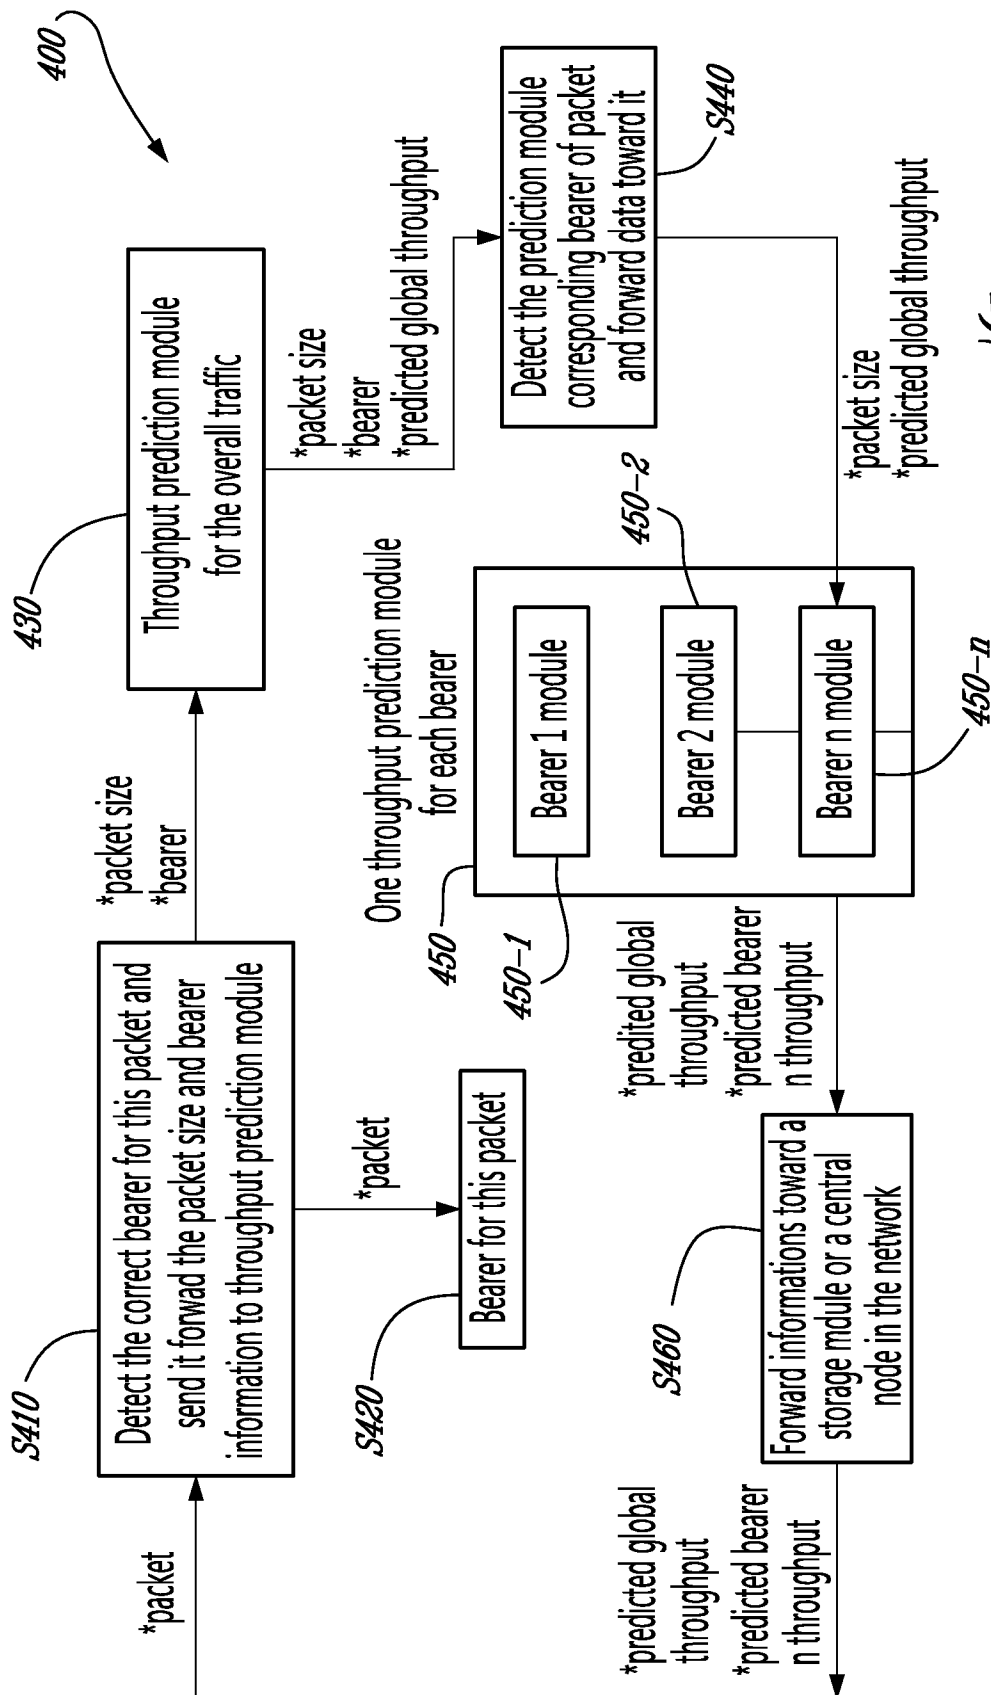 400
*packet
S410
Detect the correct bearer for this packet and
send it forwad the packet size and bearer
information to throughput prediction module
*packet size
*bearer
430
Throughput prediction module
for the overall traffic
*packet
S420
Bearer for this packet
*packet size
*bearer
*predicted global throughput
Detect the prediction module
corresponding bearer of packet
and forward data toward it
S440
*packet size
*predicted global throughput
One throughput prediction module
for each bearer
450
Bearer 1 module
450-1
Bearer 2 module
450-2
Bearer n module
450-n
*predited global
throughput
*predicted bearer
n throughput
S460
Forward informations toward a
storage mdule or a central
node in the network
*predicted global
throughput
*predicted bearer
n throughput